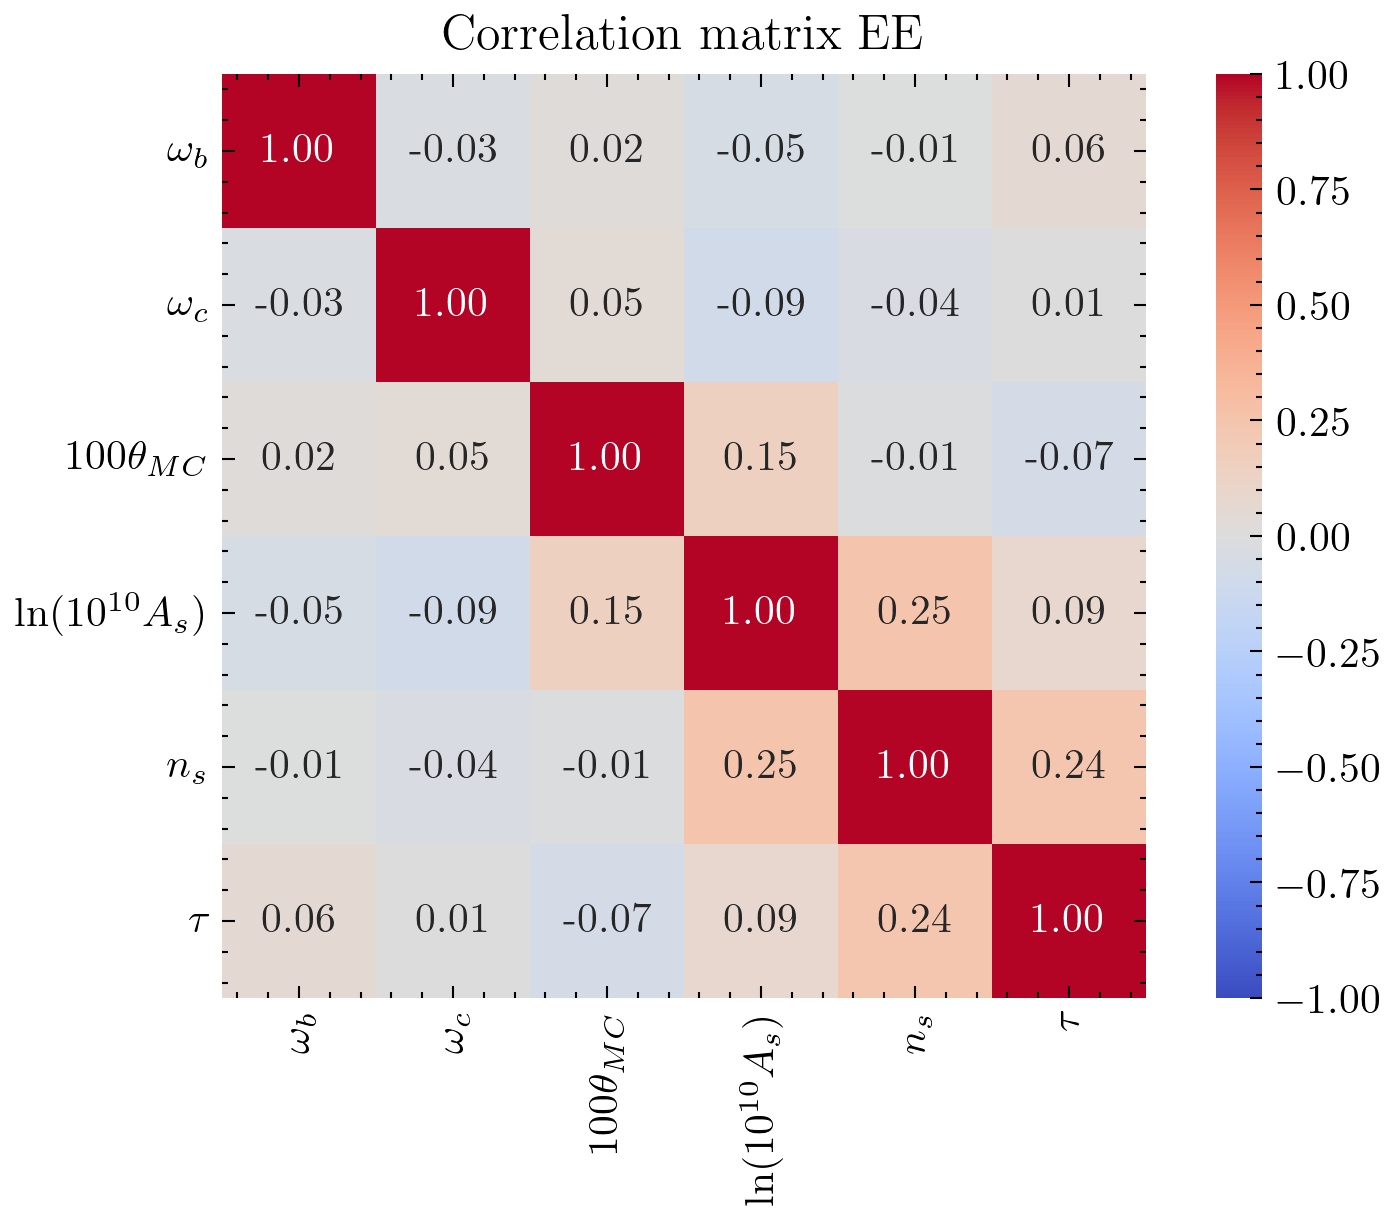 Correlation matrix EE
ω_b 1.00 -0.03 0.02 -0.05 -0.01 0.06
ω_c -0.03 1.00 0.05 -0.09 -0.04 0.01
100θ_{MC} 0.02 0.05 1.00 0.15 -0.01 -0.07
ln(10^{10}A_s) -0.05 -0.09 0.15 1.00 0.25 0.09
n_s -0.01 -0.04 -0.01 0.25 1.00 0.24
τ 0.06 0.01 -0.07 0.09 0.24 1.00
ω_b ω_c 100θ_{MC} ln(10^{10}A_s) n_s τ
1.00
0.75
0.50
0.25
0.00
−0.25
−0.50
−0.75
−1.00